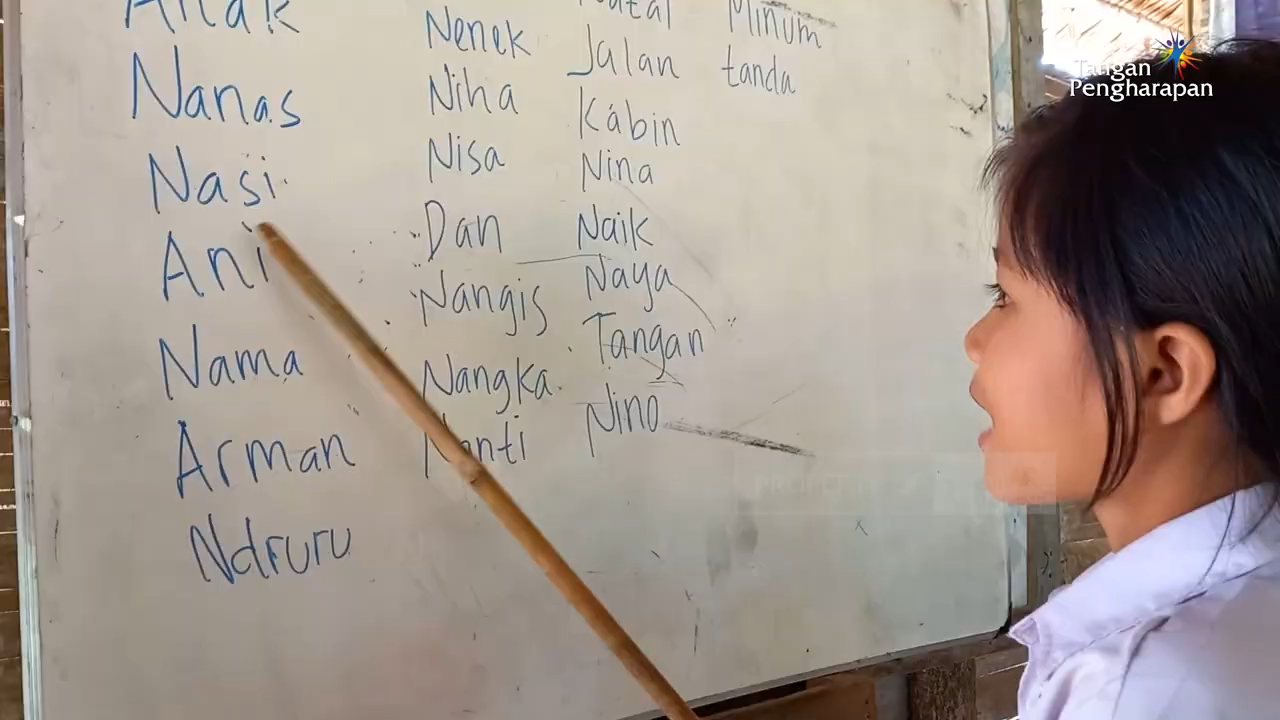 Anak
Nanas
Nasi
Ani
Nama
Arman
Ndruru
Nenek
Niha
Nisa
Dan
Nangis
Nangka
Nanti
Jalan
Kabin
Nina
Naik
Naya
Tangan
Nino
Minum
tanda
Tangan
Pengharapan